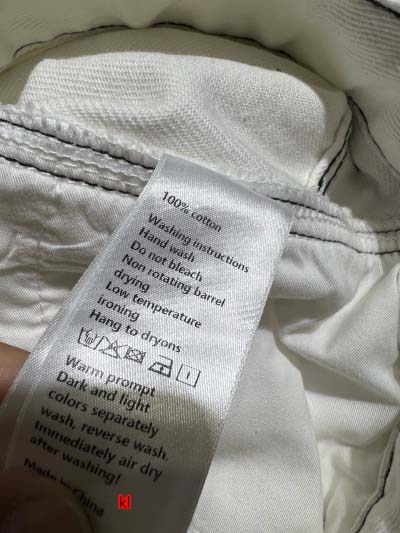 100% cotton
Washing instructions
Hand wash
Do not bleach
Non rotating barrel
drying
Low temperature
ironing
Hang to dryons
Warm prompt
Dark and light
colors separately
wash, reverse wash.
Immediately air dry
after washing!
Made in China
kl